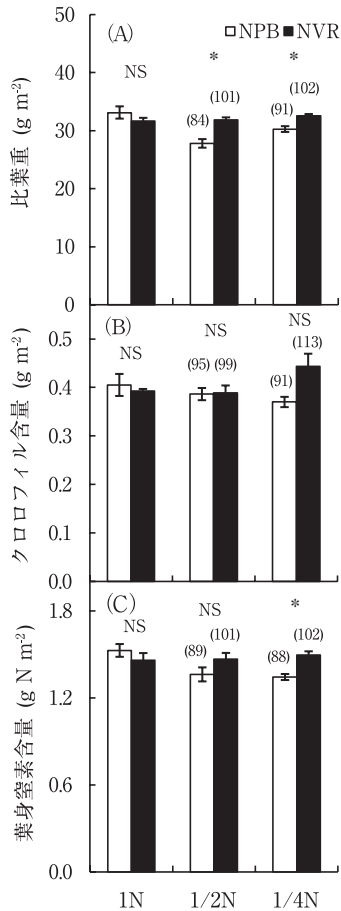 (A)
□NPB ■NVR
NS
*
*
(84)
(101)
(91)
(102)
50
40
30
20
10
0
比葉重 (g m-2)
(B)
NS
NS
NS
(95)
(99)
(91)
(113)
0.5
0.4
0.3
0.2
0.1
0.0
クロロフィル含量 (g m-2)
(C)
NS
NS
*
(89)
(101)
(88)
(102)
1.8
1.2
0.6
0.0
葉身窒素含量 (g N m-2)
1N
1/2N
1/4N